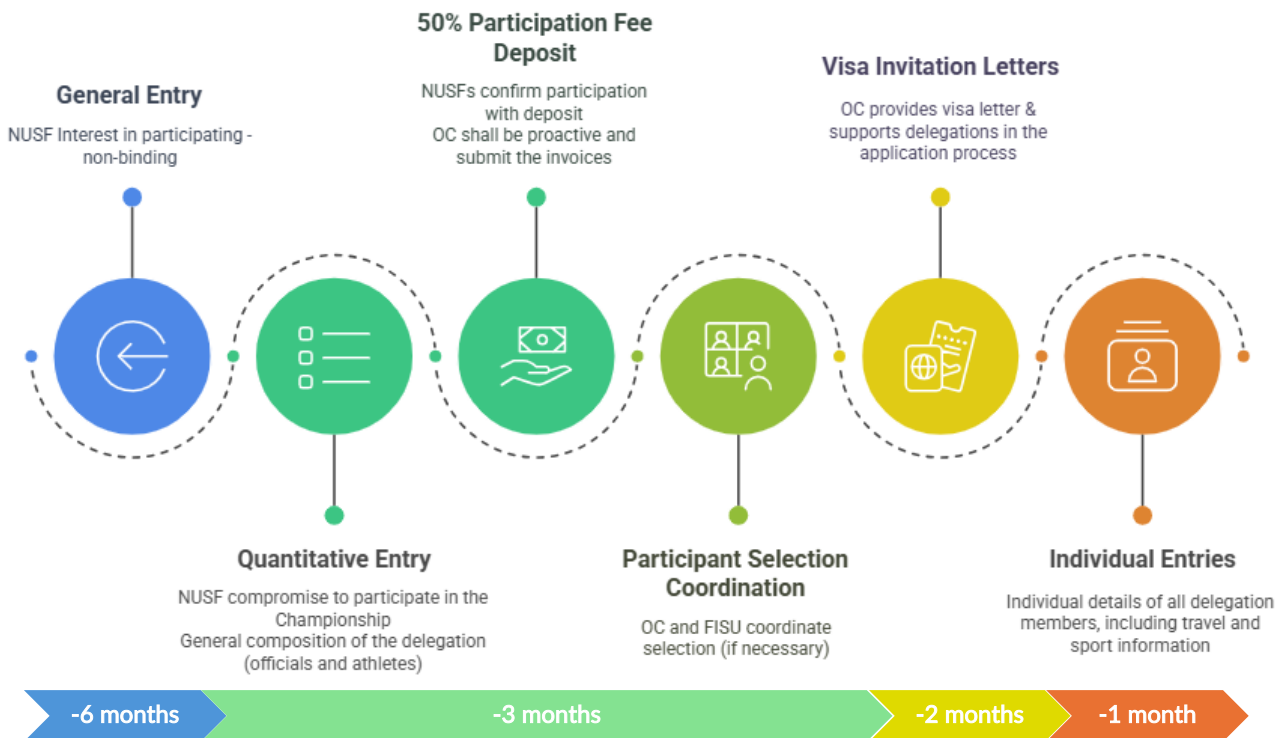 General Entry
NUSF Interest in participating -
non-binding
Quantitative Entry
NUSF compromise to participate in the
Championship
General composition of the delegation
(officials and athletes)
50% Participation Fee
Deposit
NUSFs confirm participation
with deposit
OC shall be proactive and
submit the invoices
Participant Selection
Coordination
OC and FISU coordinate
selection (if necessary)
Visa Invitation Letters
OC provides visa letter &
supports delegations in the
application process
Individual Entries
Individual details of all delegation
members, including travel and
sport information
-6 months
-3 months
-2 months
-1 month